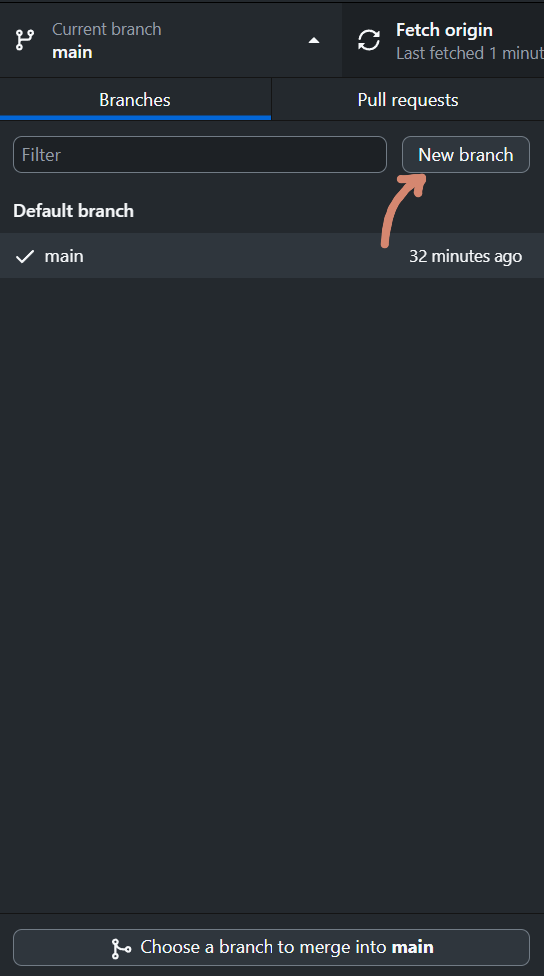 Current branch
main
Fetch origin
Last fetched 1 minut
Branches
Pull requests
Filter
New branch
Default branch
main
32 minutes ago
Choose a branch to merge into main